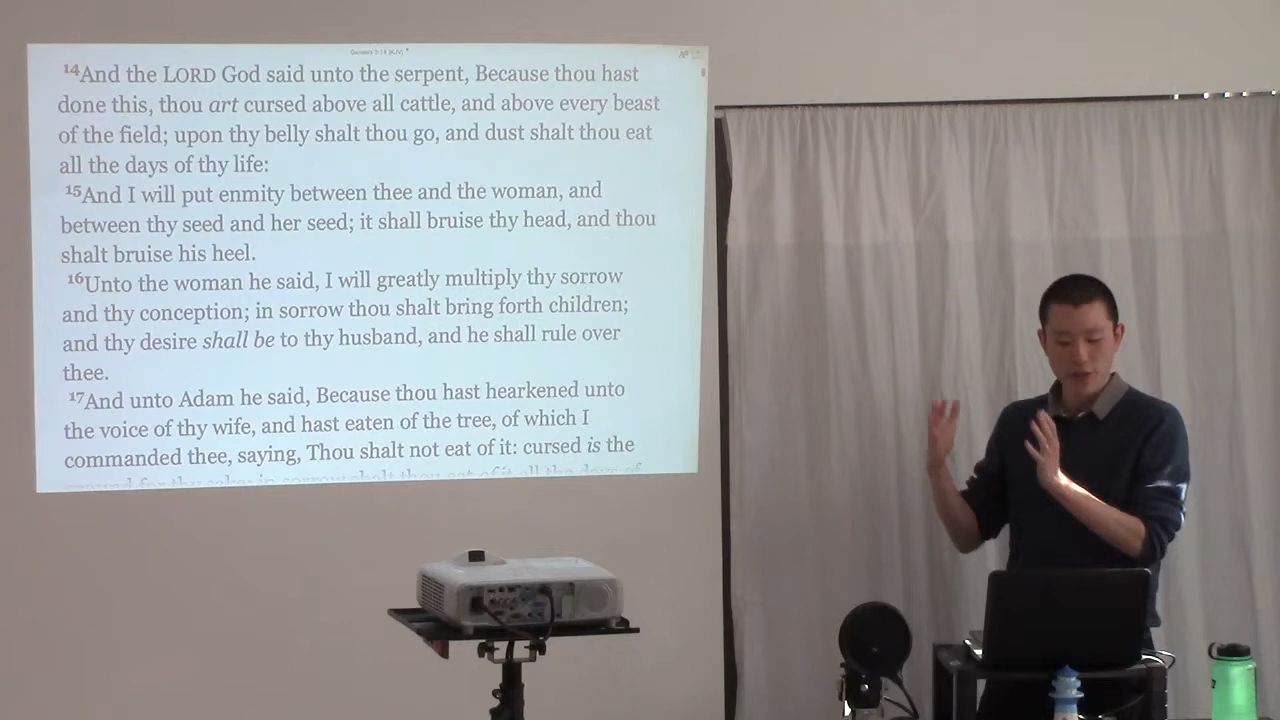 Genesis 3:14 (KJV)
14And the LORD God said unto the serpent, Because thou hast
done this, thou art cursed above all cattle, and above every beast
of the field; upon thy belly shalt thou go, and dust shalt thou eat
all the days of thy life:
15And I will put enmity between thee and the woman, and
between thy seed and her seed; it shall bruise thy head, and thou
shalt bruise his heel.
16Unto the woman he said, I will greatly multiply thy sorrow
and thy conception; in sorrow thou shalt bring forth children;
and thy desire shall be to thy husband, and he shall rule over
thee.
17And unto Adam he said, Because thou hast hearkened unto
the voice of thy wife, and hast eaten of the tree, of which I
commanded thee, saying, Thou shalt not eat of it: cursed is the